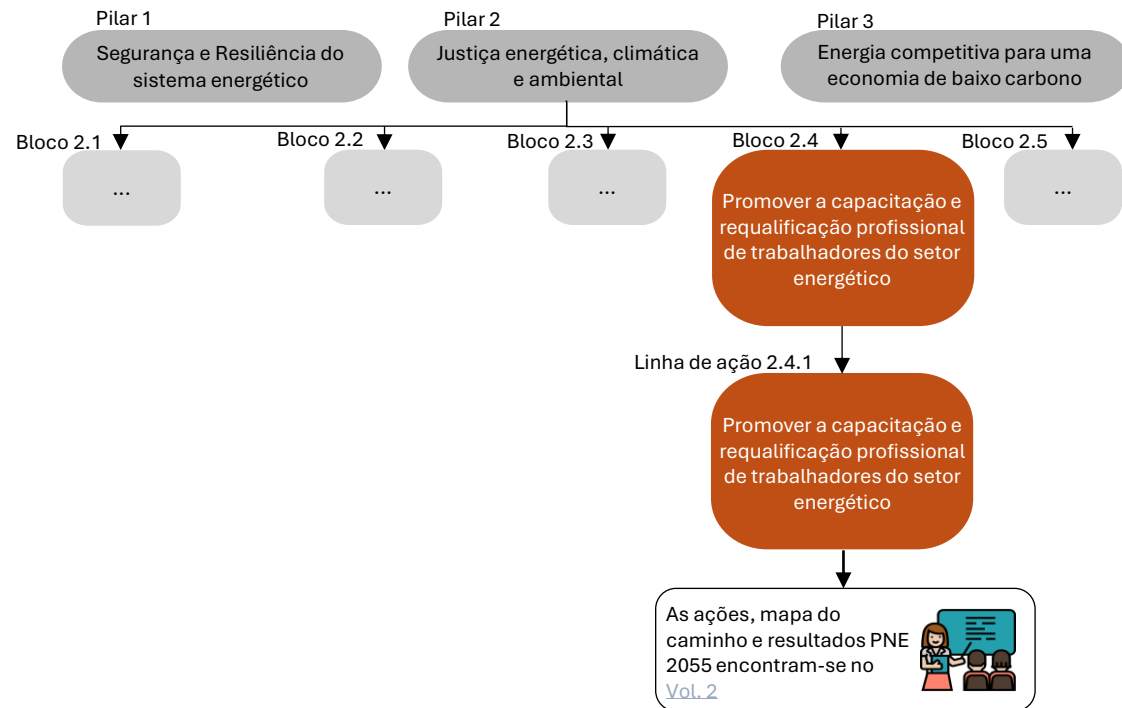 Pilar 1
Pilar 2
Pilar 3
Segurança e Resiliência do
sistema energético
Justiça energética, climática
e ambiental
Energia competitiva para uma
economia de baixo carbono
Bloco 2.1
Bloco 2.2
Bloco 2.3
Bloco 2.4
Bloco 2.5
...
...
...
Promover a capacitação e
requalificação profissional
de trabalhadores do setor
energético
...
Linha de ação 2.4.1
Promover a capacitação e
requalificação profissional
de trabalhadores do setor
energético
As ações, mapa do
caminho e resultados PNE
2055 encontram-se no
Vol. 2